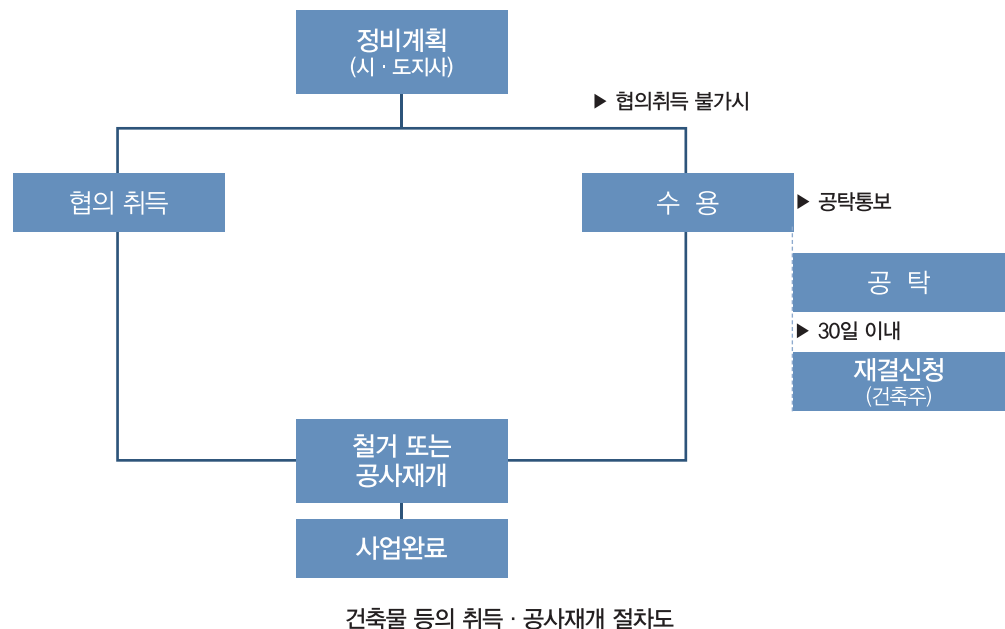 정비계획
(시 · 도지사)
▶ 협의취득 불가시
협의 취득
수 용
▶ 공탁통보
공 탁
▶ 30일 이내
재결신청
(건축주)
철거 또는
공사재개
사업완료
건축물 등의 취득 · 공사재개 절차도